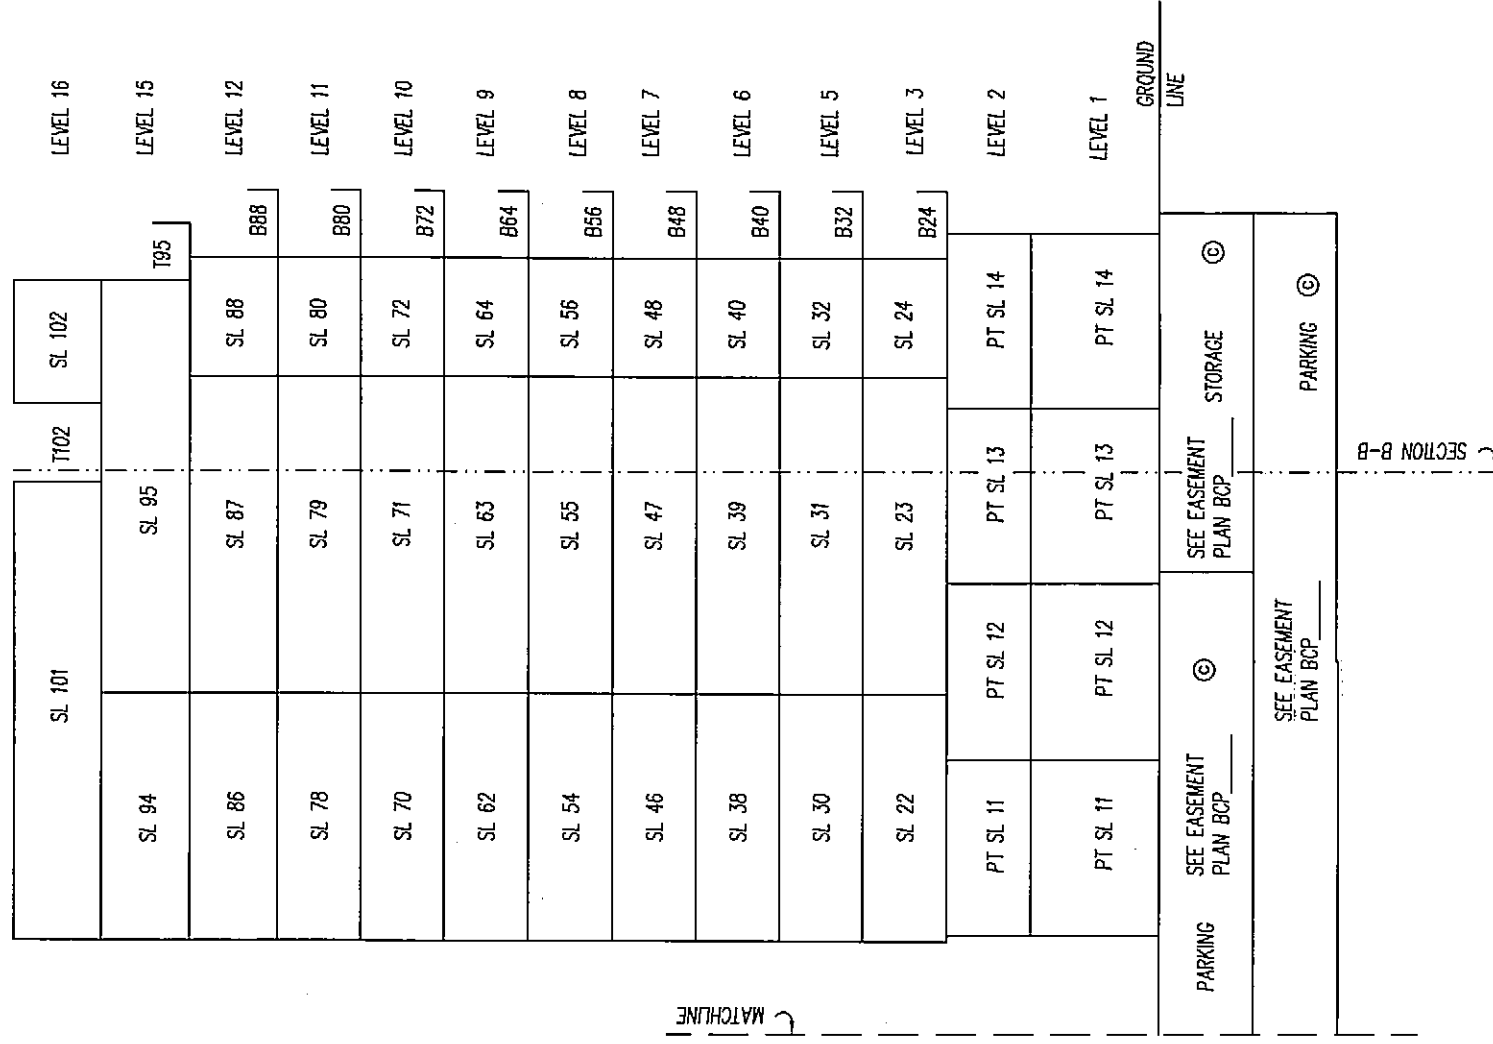 LEVEL 16
SL 101
T102
SL 102
LEVEL 15
SL 94
SL 95
T95
LEVEL 12
SL 86
SL 87
SL 88
B88
LEVEL 11
SL 78
SL 79
SL 80
B80
LEVEL 10
SL 70
SL 71
SL 72
B72
LEVEL 9
SL 62
SL 63
SL 64
B64
LEVEL 8
SL 54
SL 55
SL 56
B56
LEVEL 7
SL 46
SL 47
SL 48
B48
LEVEL 6
SL 38
SL 39
SL 40
B40
LEVEL 5
SL 30
SL 31
SL 32
B32
LEVEL 3
SL 22
SL 23
SL 24
B24
LEVEL 2
PT SL 11
PT SL 12
PT SL 13
PT SL 14
LEVEL 1
PT SL 11
PT SL 12
PT SL 13
PT SL 14
GROUND
LINE
PARKING
SEE EASEMENT
PLAN BCP____
©
SEE EASEMENT
PLAN BCP____
STORAGE
©
SEE EASEMENT
PLAN BCP____
PARKING
©
MATCHLINE
SECTION B-B